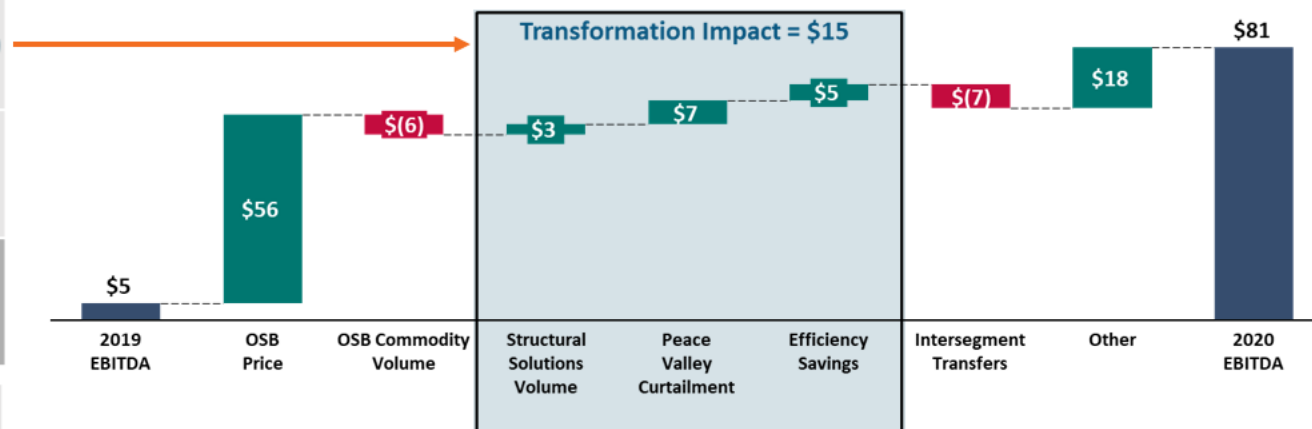 Transformation Impact = $15
$5
$56
$(6)
$3
$7
$5
$(7)
$18
$81
2019
EBITDA
OSB
Price
OSB Commodity
Volume
Structural
Solutions
Volume
Peace
Valley
Curtailment
Efficiency
Savings
Intersegment
Transfers
Other
2020
EBITDA